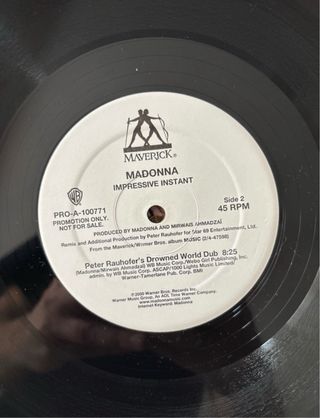 MAVERICK®
MADONNA
IMPRESSIVE INSTANT
WB
PRO-A-100771
PROMOTION ONLY.
NOT FOR SALE.
Side 2
45 RPM
PRODUCED BY MADONNA AND MIRWAIS AHMADZAÏ
Remix and Additional Production by Peter Rauhofer for Star 69 Entertainment, Ltd.
From the Maverick/Warner Bros. album MUSIC (2/4-47598)
Peter Rauhofer's Drowned World Dub 8:25
(Madonna/Mirwais Ahmadzaï) WB Music Corp./Webo Girl Publishing, Inc.
admin. by WB Music Corp. ASCAP/1000 Lights Music Limited/
Warner-Tamerlane Pub. Corp. BMI
©2000 Warner Bros. Records Inc.
Warner Music Group, An AOL Time Warner Company.
www.madonnamusic.com
Internet Keyword: Madonna